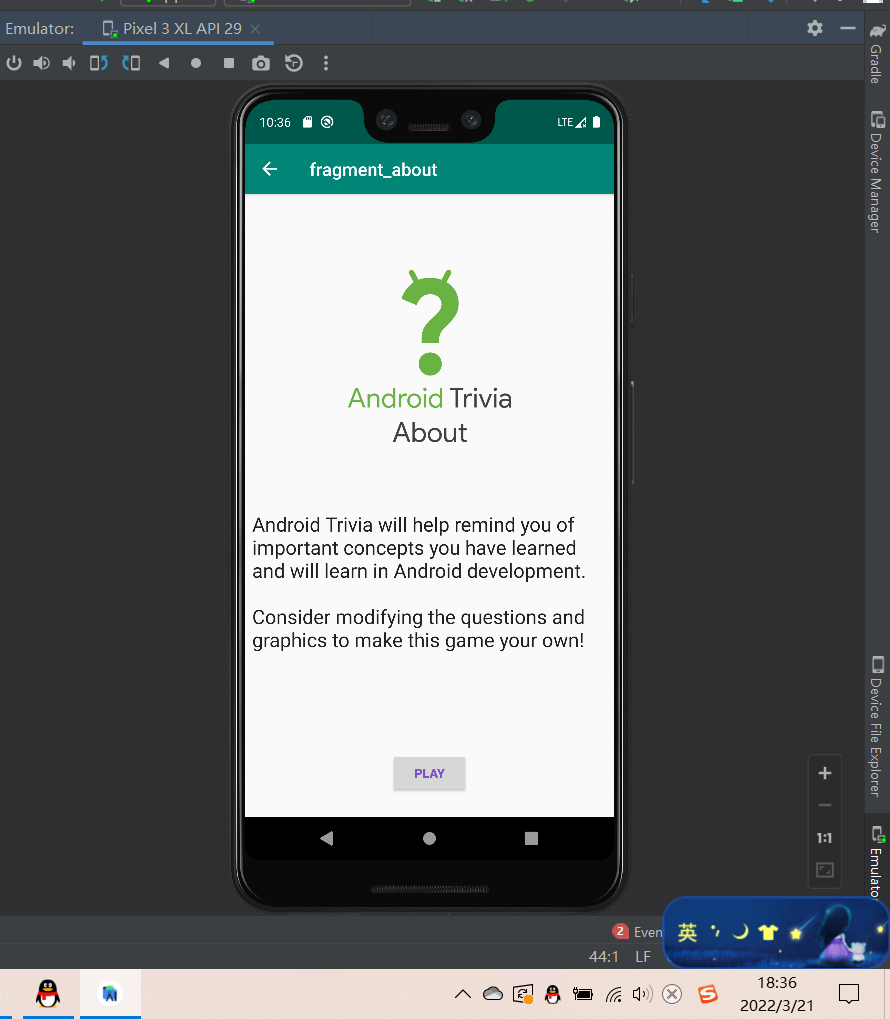 Emulator:
Pixel 3 XL API 29
Gradle
Device Manager
10:36
LTE
fragment_about
Android Trivia
About
Android Trivia will help remind you of
important concepts you have learned
and will learn in Android development.
Consider modifying the questions and
graphics to make this game your own!
PLAY
Device File Explorer
1:1
Emulato
2 Even
英
44:1 LF
18:36
2022/3/21